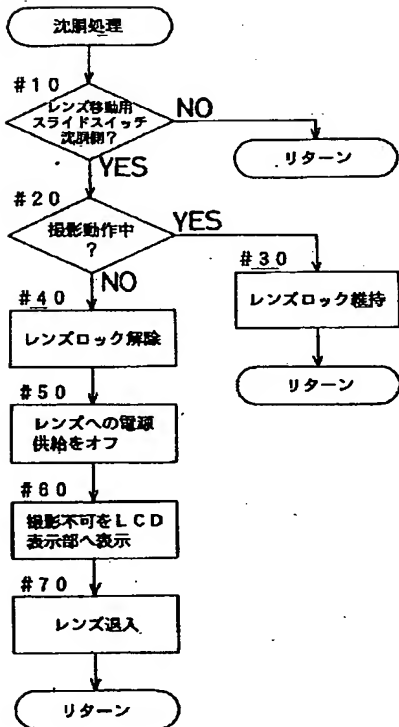 沈胴処理
#10
レンズ移動用
スライドスイッチ
沈胴側?
NO
リターン
YES
#20
撮影動作中
?
YES
#30
レンズロック維持
リターン
NO
#40
レンズロック解除
#50
レンズへの電源
供給をオフ
#60
撮影不可をLCD
表示部へ表示
#70
レンズ退入
リターン